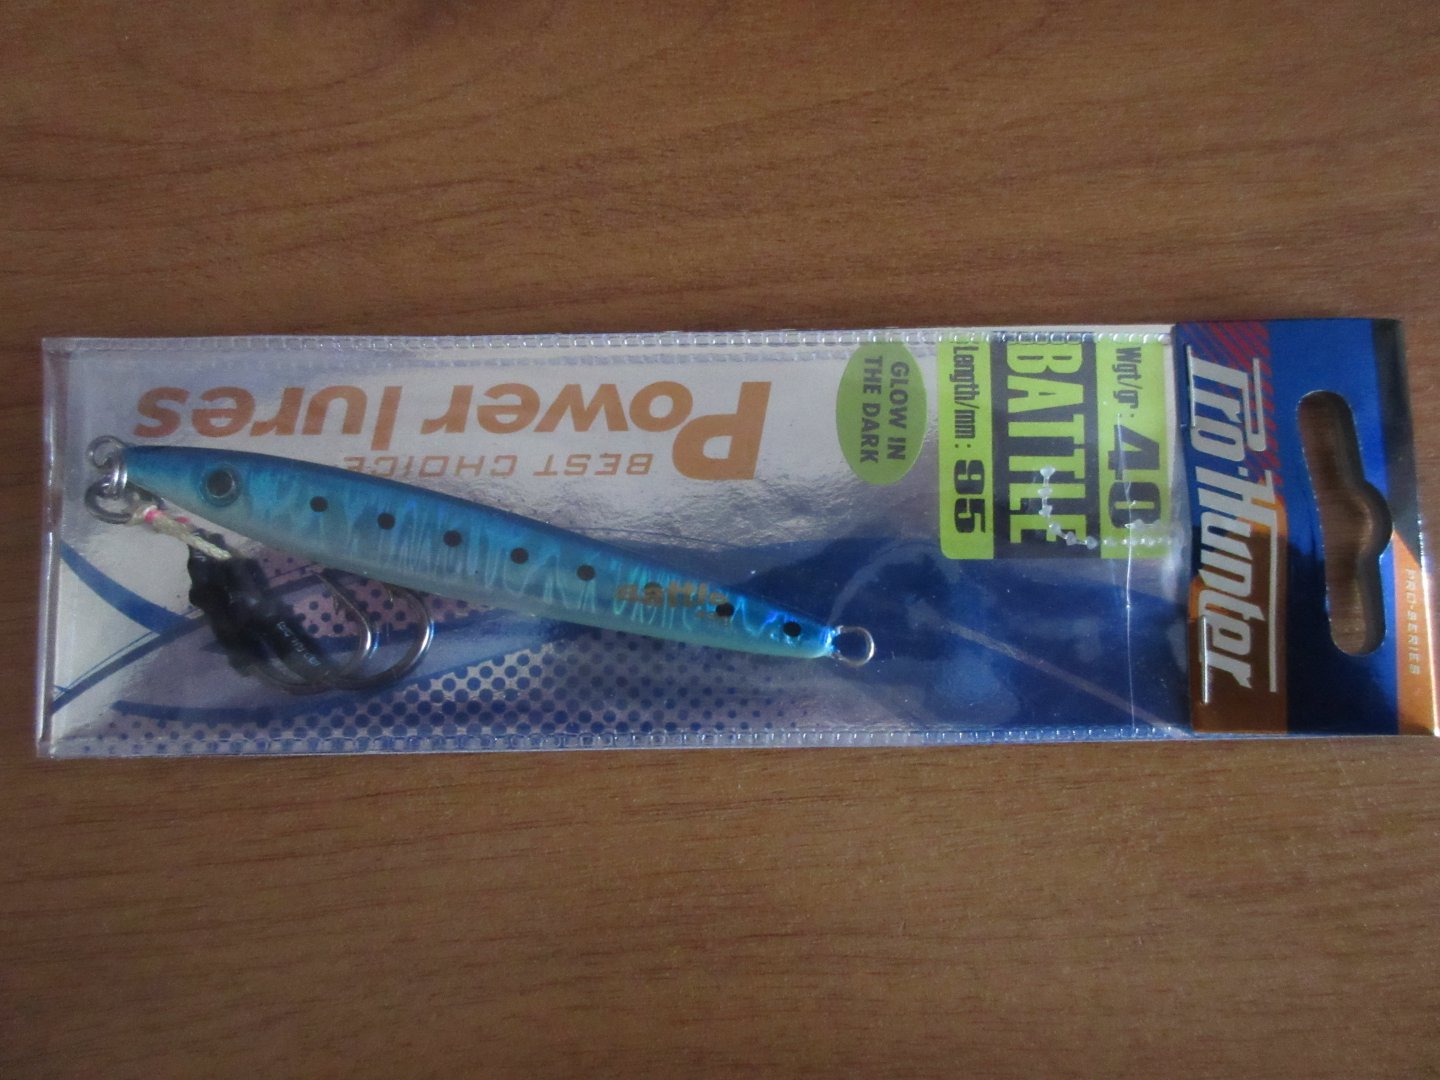 Pro-Hunter
PRO-SERIES
Wgt/gr: 40
BATTLE
Length/mm: 95
GLOW IN
THE DARK
Power lures
BEST CHOICE